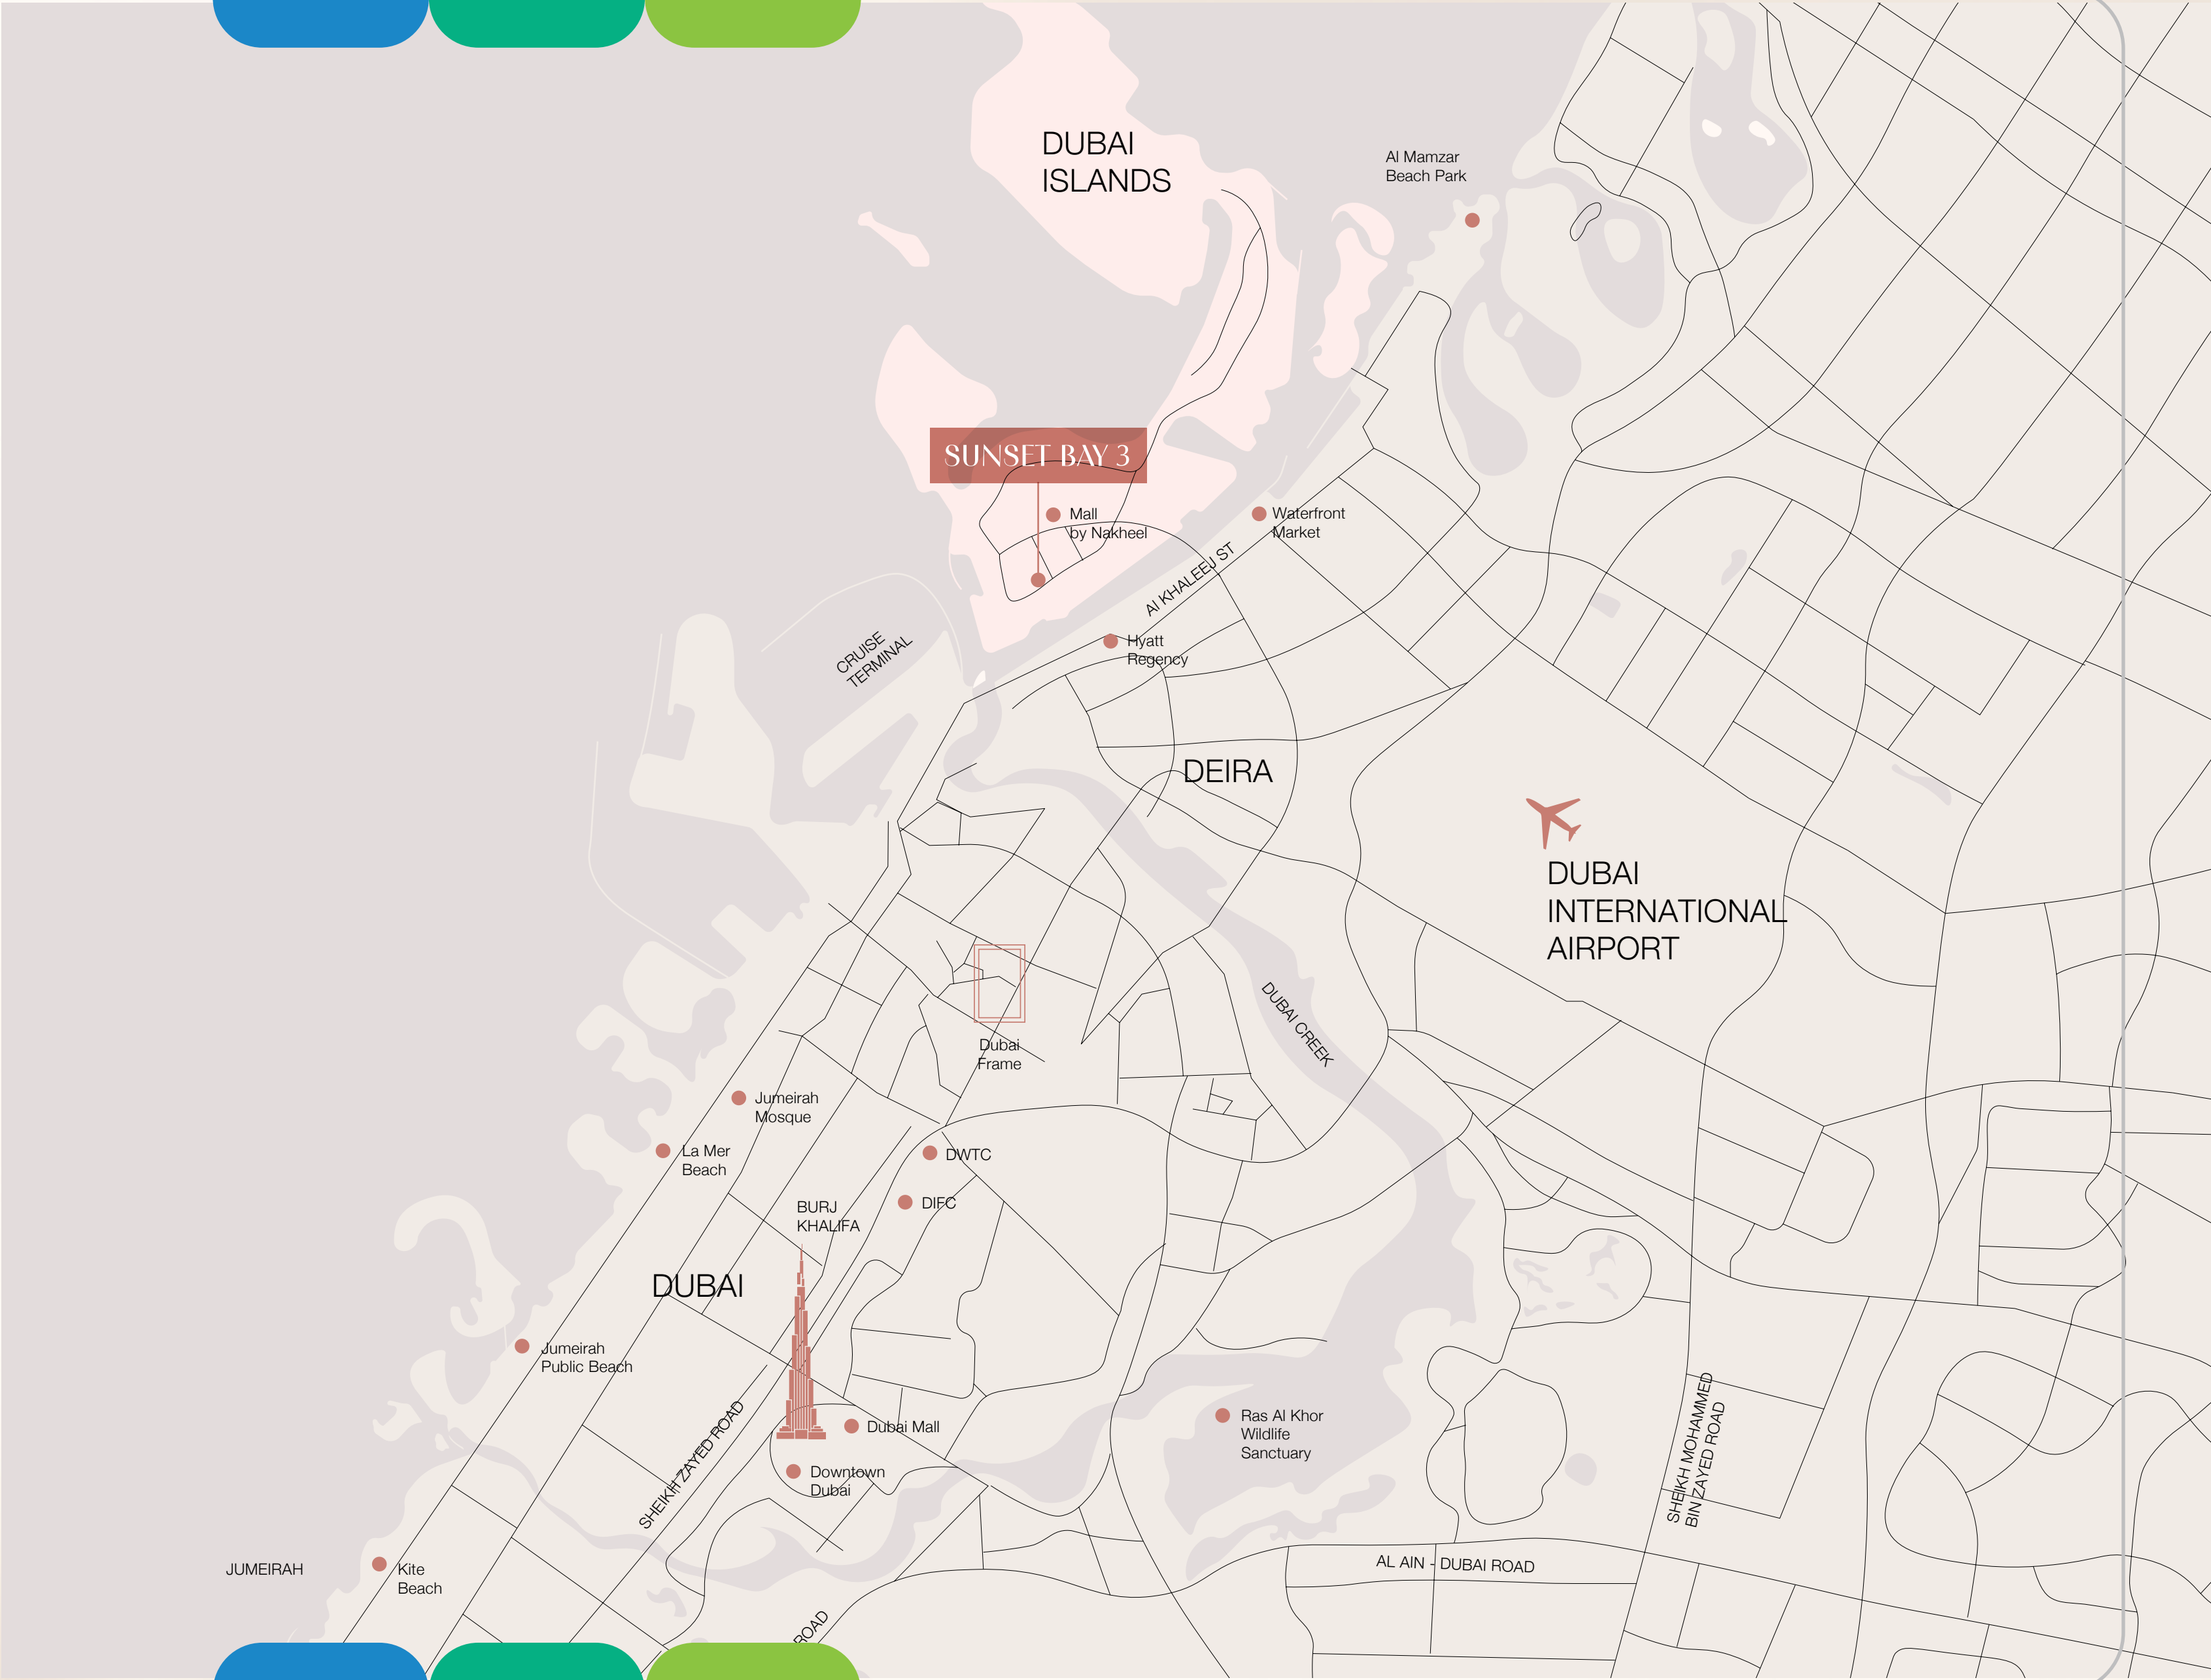 DUBAI
ISLANDS
Al Mamzar
Beach Park
SUNSET BAY 3
Mall
by Nakheel
Waterfront
Market
Al KHALEEJ ST
CRUISE
TERMINAL
Hyatt
Regency
DEIRA
DUBAI
INTERNATIONAL
AIRPORT
DUBAI CREEK
Dubai
Frame
Jumeirah
Mosque
La Mer
Beach
DWTC
DIFC
BURJ
KHALIFA
DUBAI
Jumeirah
Public Beach
SHEIKH ZAYED ROAD
Dubai Mall
Downtown
Dubai
Ras Al Khor
Wildlife
Sanctuary
SHEIKH MOHAMMED
BIN ZAYED ROAD
AL AIN - DUBAI ROAD
JUMEIRAH
Kite
Beach
ROAD